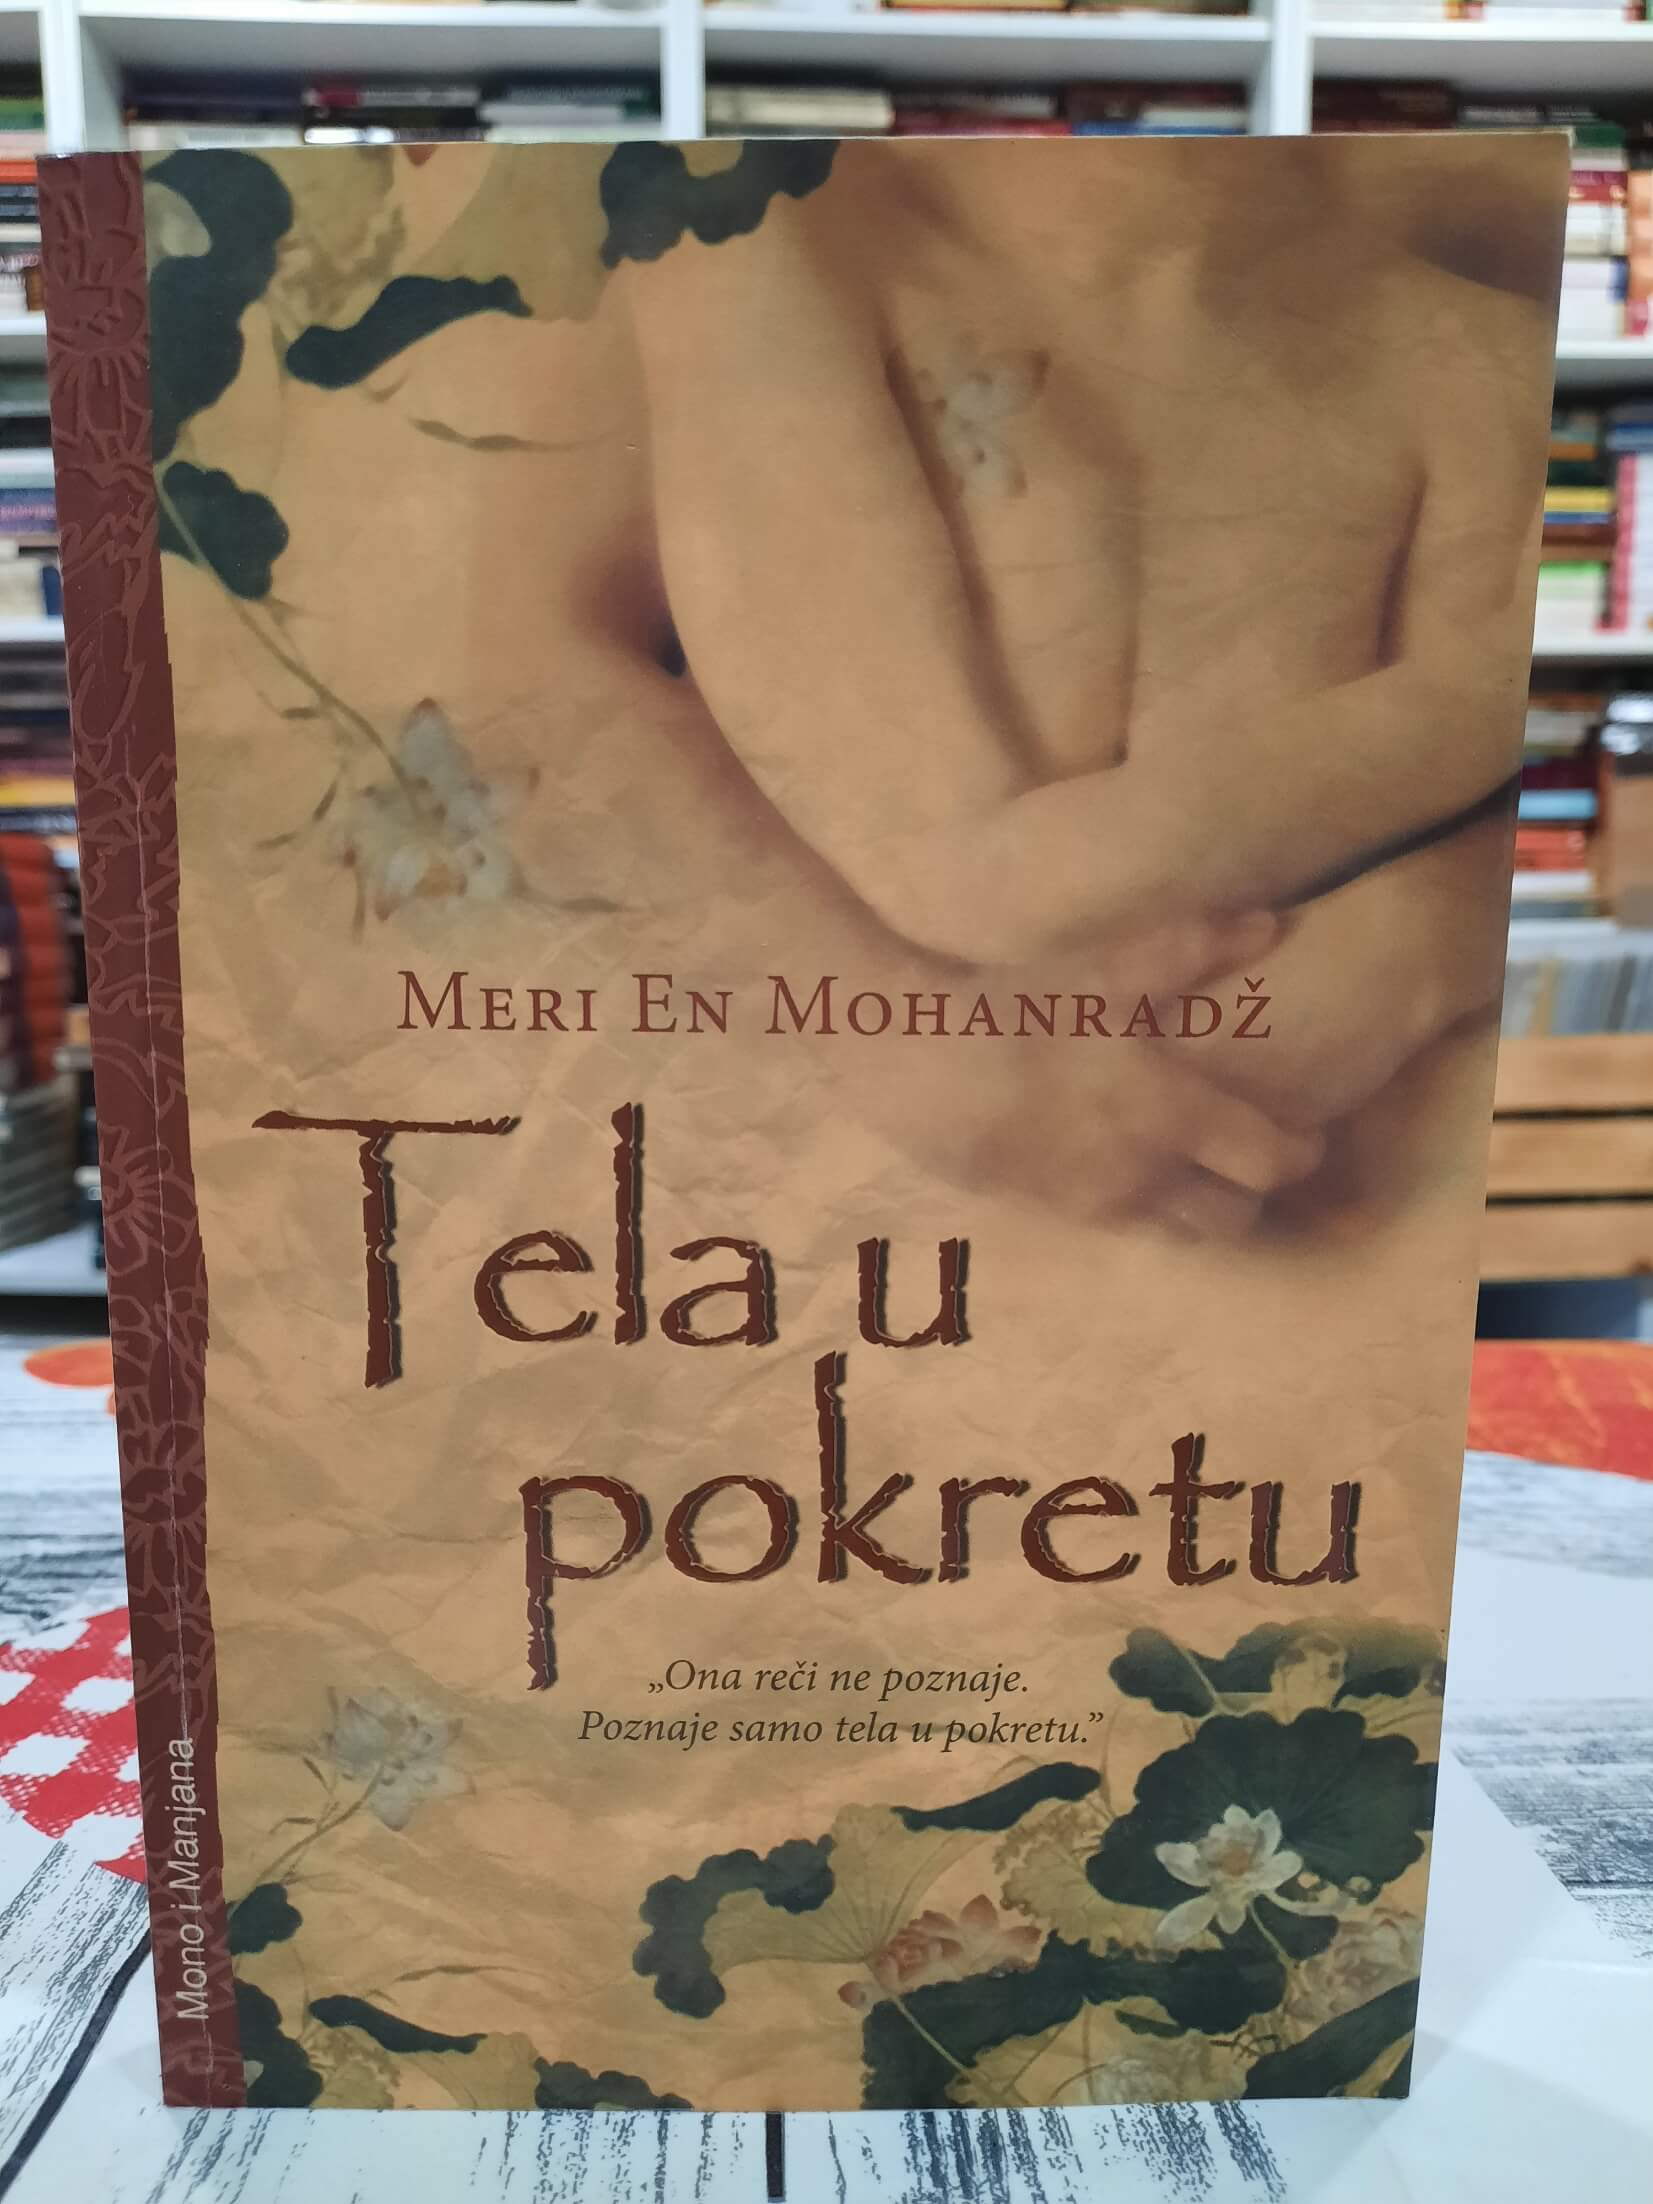 Meri En Mohanradž
Tela u
pokretu
„Ona reči ne poznaje.
Poznaje samo tela u pokretu.”
Mono i Manjana